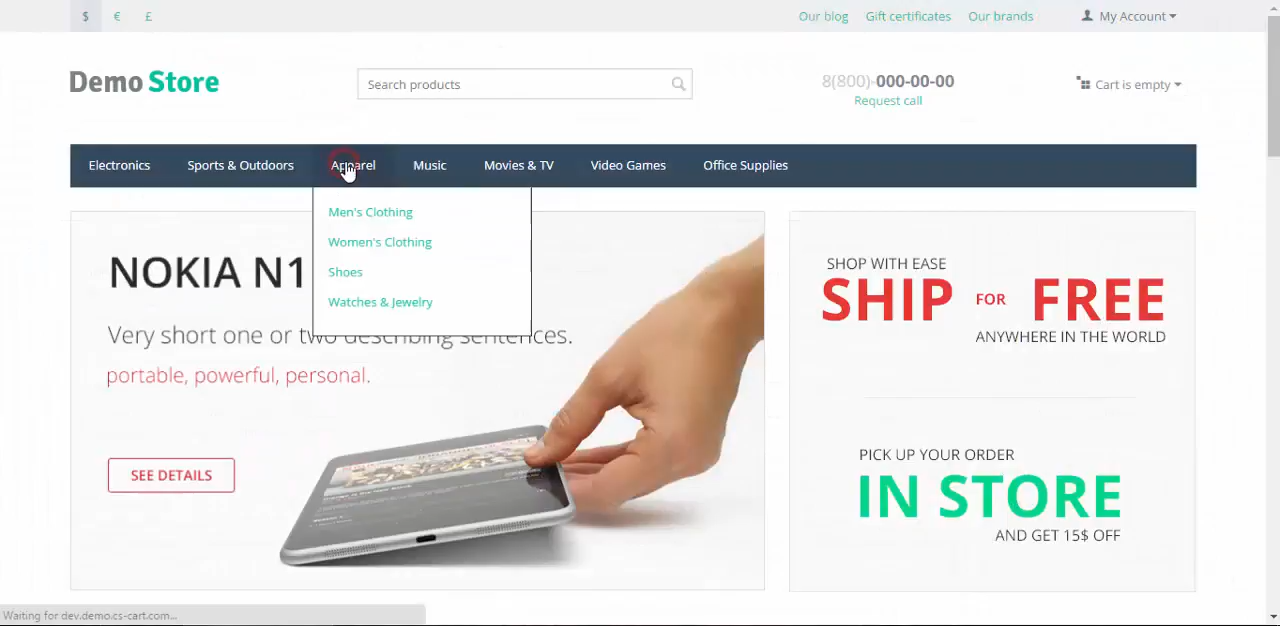 $ € £ Our blog Gift certificates Our brands My Account
Demo Store
Search products
8(800)-000-00-00
Request call
Cart is empty
Electronics Sports & Outdoors Apparel Music Movies & TV Video Games Office Supplies
Men's Clothing
Women's Clothing
Shoes
Watches & Jewelry
NOKIA N1
Very short one or two describing sentences.
portable, powerful, personal.
SEE DETAILS
SHOP WITH EASE
SHIP FOR FREE
ANYWHERE IN THE WORLD
PICK UP YOUR ORDER
IN STORE
AND GET 15$ OFF
Waiting for dev.demo.cs-cart.com...